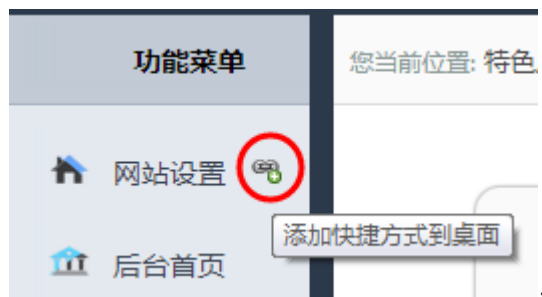 功能菜单
您当前位置: 特色
网站设置
添加快捷方式到桌面
后台首页